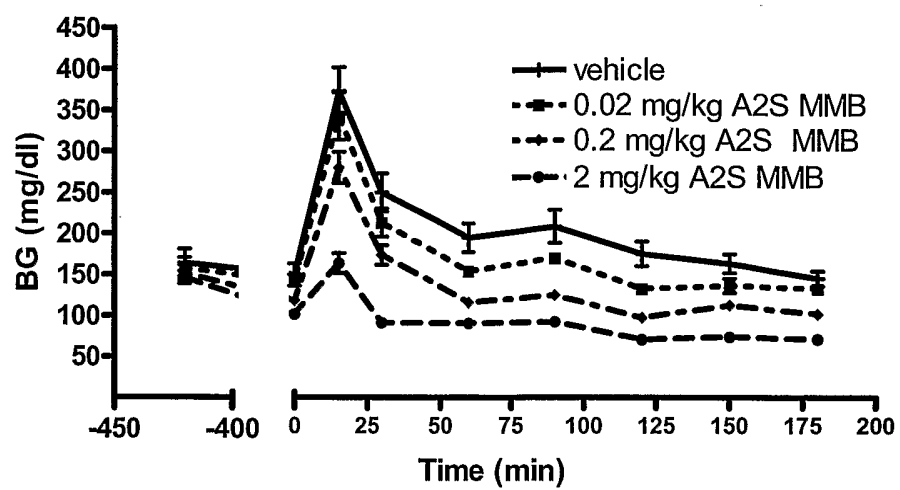 450
400
350
300
250
200
150
100
50
BG (mg/dl)
vehicle
0.02 mg/kg A2S MMB
0.2 mg/kg A2S MMB
2 mg/kg A2S MMB
-450 -400 0 25 50 75 100 125 150 175 200
Time (min)